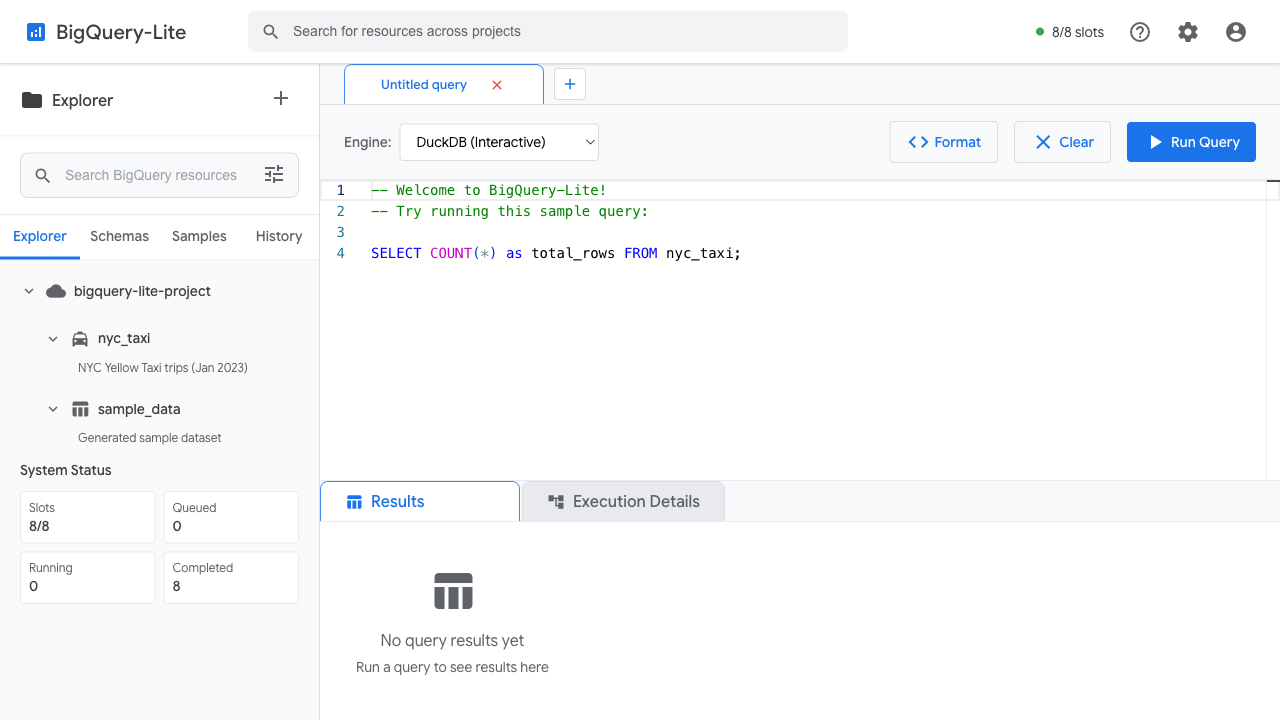 BigQuery-Lite
Search for resources across projects
8/8 slots
Explorer
Untitled query
Engine:
DuckDB (Interactive)
Format
Clear
Run Query
Search BigQuery resources
Explorer
Schemas
Samples
History
1
-- Welcome to BigQuery-Lite!
2
-- Try running this sample query:
3
4
SELECT COUNT(*) as total_rows FROM nyc_taxi;
bigquery-lite-project
nyc_taxi
NYC Yellow Taxi trips (Jan 2023)
sample_data
Generated sample dataset
System Status
Slots
8/8
Queued
0
Running
0
Completed
8
Results
Execution Details
No query results yet
Run a query to see results here